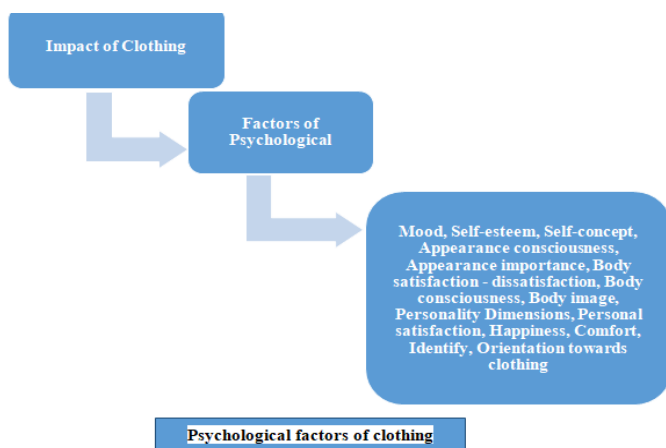 Impact of Clothing
Factors of
Psychological
Mood, Self-esteem, Self-concept,
Appearance consciousness,
Appearance importance, Body
satisfaction - dissatisfaction, Body
consciousness, Body image,
Personality Dimensions, Personal
satisfaction, Happiness, Comfort,
Identify, Orientation towards
clothing
Psychological factors of clothing